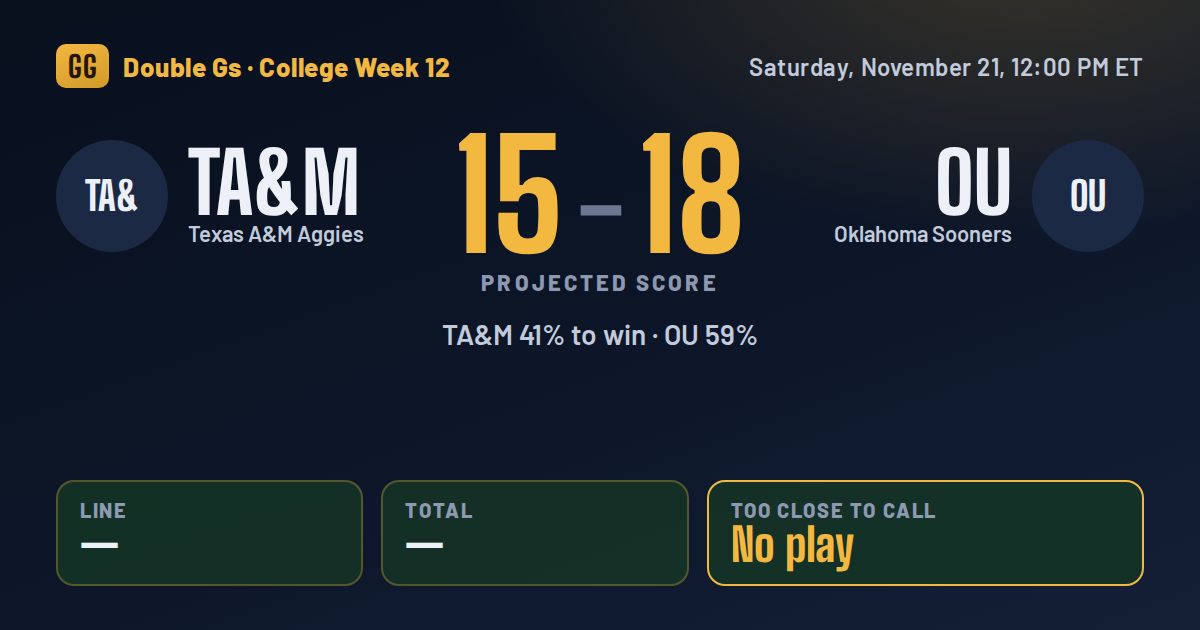 GG Double Gs · College Week 12
Saturday, November 21, 12:00 PM ET
TA&
TA&M
Texas A&M Aggies
15 – 18
PROJECTED SCORE
TA&M 41% to win · OU 59%
OU
Oklahoma Sooners
OU
LINE
—
TOTAL
—
TOO CLOSE TO CALL
No play